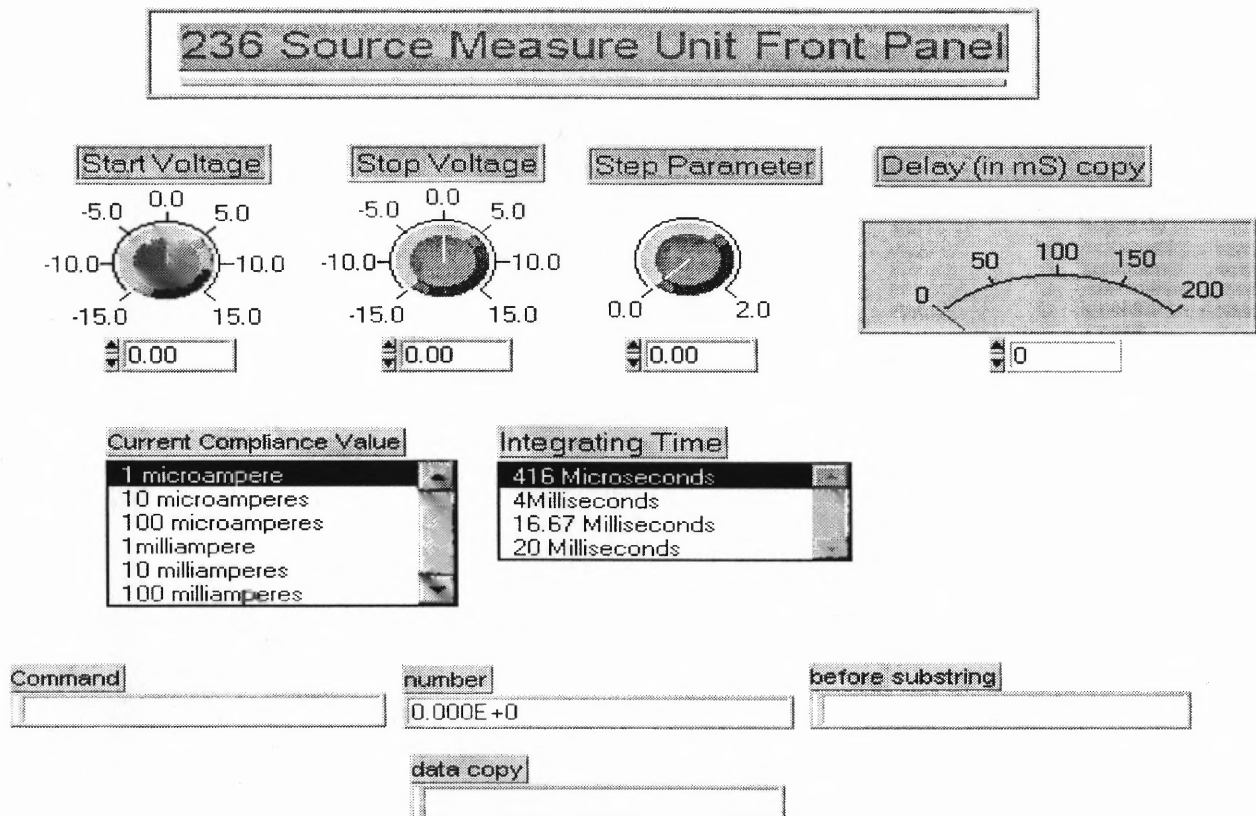 236 Source Measure Unit Front Panel
Start Voltage
Stop Voltage
Step Parameter
Delay (in mS) copy
-5.0 0.0 5.0
-10.0 10.0
-15.0 15.0
0.00
-5.0 0.0 5.0
-10.0 10.0
-15.0 15.0
0.00
0.0 2.0
0.00
0 50 100 150 200
0
Current Compliance Value
1 microampere
10 microamperes
100 microamperes
1milliampere
10 milliamperes
100 milliamperes
Integrating Time
416 Microseconds
4Milliseconds
16.67 Milliseconds
20 Milliseconds
Command
number
0.000E+0
before substring
data copy